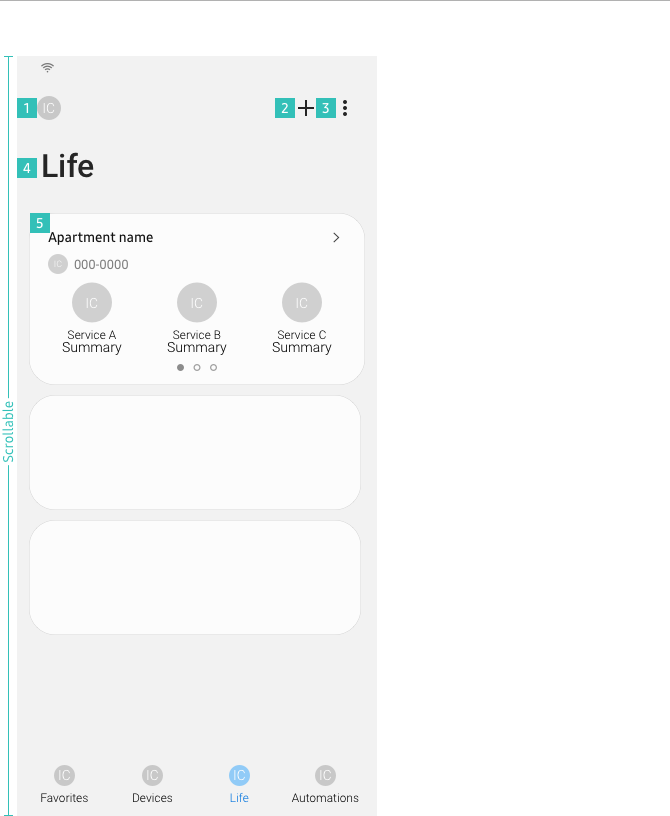 1 IC 2 3
4 Life
5
Apartment name
IC 000-0000
IC IC IC
Service A Service B Service C
Summary Summary Summary
Scrollable
IC IC IC IC
Favorites Devices Life Automations